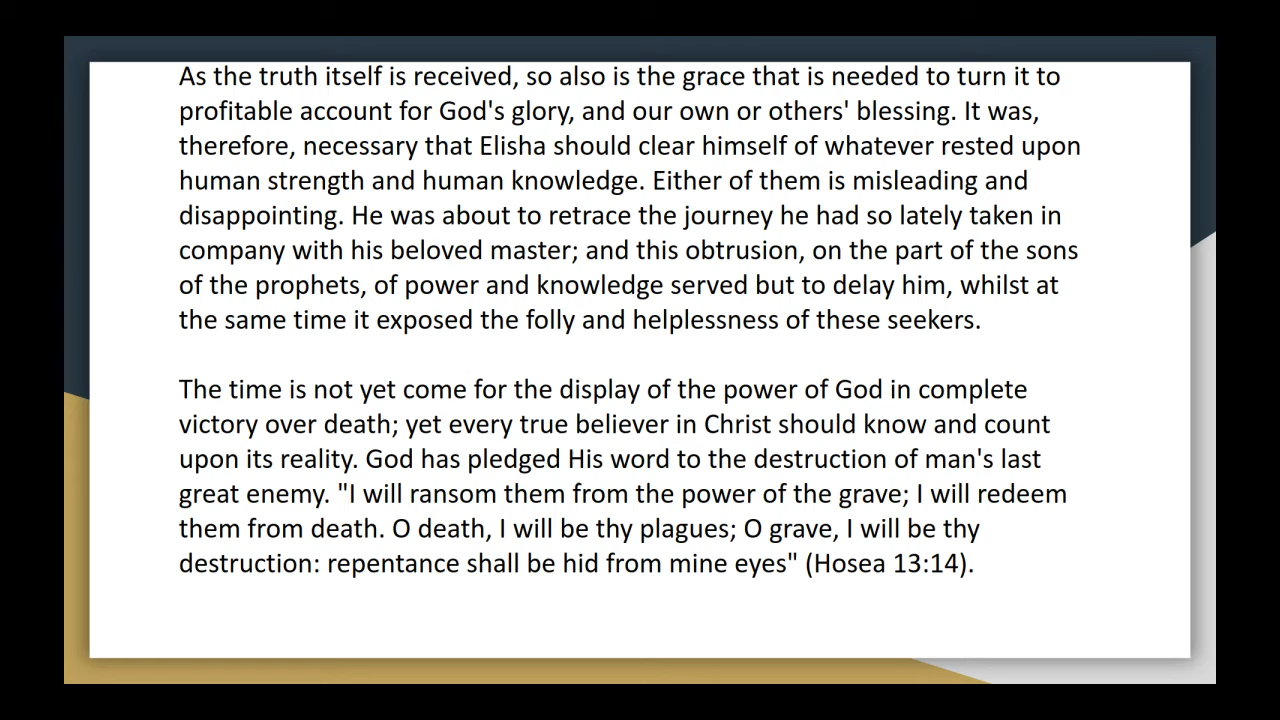 As the truth itself is received, so also is the grace that is needed to turn it to
profitable account for God's glory, and our own or others' blessing. It was,
therefore, necessary that Elisha should clear himself of whatever rested upon
human strength and human knowledge. Either of them is misleading and
disappointing. He was about to retrace the journey he had so lately taken in
company with his beloved master; and this obtrusion, on the part of the sons
of the prophets, of power and knowledge served but to delay him, whilst at
the same time it exposed the folly and helplessness of these seekers.
The time is not yet come for the display of the power of God in complete
victory over death; yet every true believer in Christ should know and count
upon its reality. God has pledged His word to the destruction of man's last
great enemy. "I will ransom them from the power of the grave; I will redeem
them from death. O death, I will be thy plagues; O grave, I will be thy
destruction: repentance shall be hid from mine eyes" (Hosea 13:14).